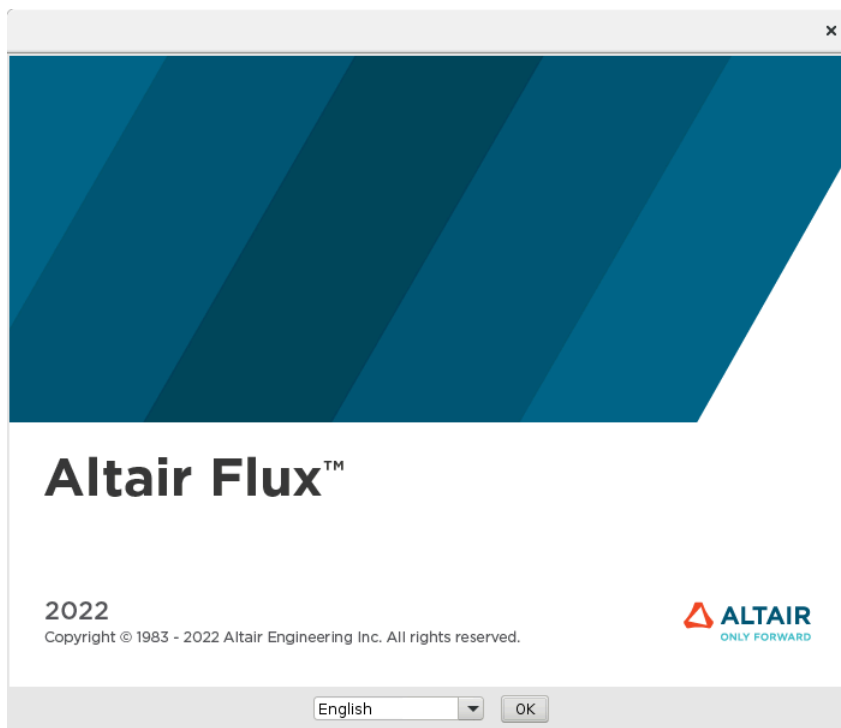 Altair Flux™
2022
Copyright © 1983 - 2022 Altair Engineering Inc. All rights reserved.
ALTAIR
ONLY FORWARD
English
OK